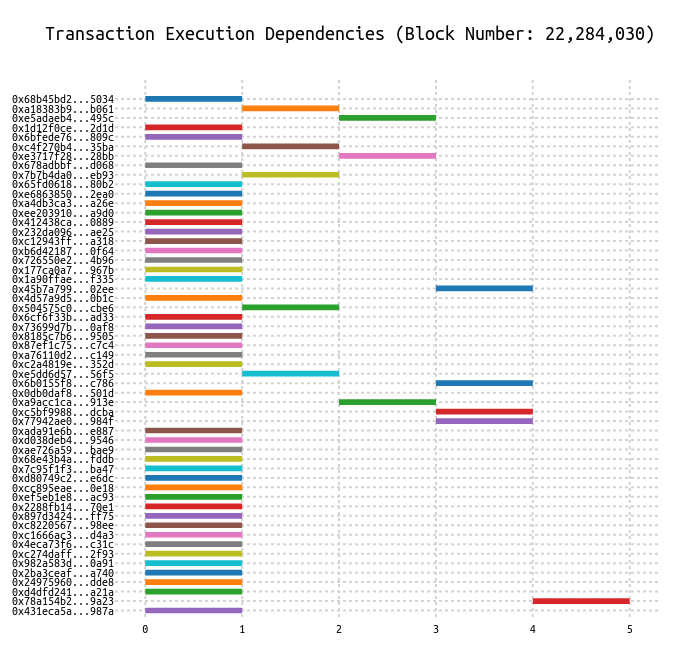 Transaction Execution Dependencies (Block Number: 22,284,030)
0x68b45bd2...5034
0xa18383b9...b061
0xe5adaeb4...495c
0x1d12f0ce...2d1d
0x6bfede76...809c
0xc4f270b4...35ba
0xe3717f28...28bb
0x678adbbf...d068
0x7b7b4da0...eb93
0x65fd0618...80b2
0xe6863850...2ea0
0xa4db3ca3...a26e
0xee203910...a9d0
0x412438ca...0889
0x232da096...ae25
0xc12943ff...a318
0xb6d42187...0f64
0x726550e2...4b96
0x177ca0a7...967b
0x1a90ffae...f335
0x45b7a799...02ee
0x4d57a9d5...0b1c
0x504575c0...cbe6
0x6cf6f33b...ad33
0x73699d7b...0af8
0x8185c7b6...9505
0x87ef1c75...c7c4
0xa76110d2...c149
0xc2a4819e...352d
0xe5dd6d57...56f5
0x6b0155f8...c786
0x0db0daf8...501d
0xa9acc1ca...913e
0xc5bf9988...dcba
0x77942ae0...984f
0xada91e6b...e887
0xd038deb4...9546
0xae726a59...bae9
0x68e43b4a...fddb
0x7c95f1f3...ba47
0xd80749c2...e6dc
0xcc895eae...0e18
0xef5eb1e8...ac93
0x2288fb14...70e1
0x897d3424...ff75
0xc8220567...98ee
0xc1666ac3...d4a3
0x4eca73f6...c31c
0xc274daff...2f93
0x982a583d...0a91
0x2ba3ceaf...a740
0x24975960...dde8
0xd4dfd241...a21a
0x78a154b2...9a23
0x431eca5a...987a
0 1 2 3 4 5